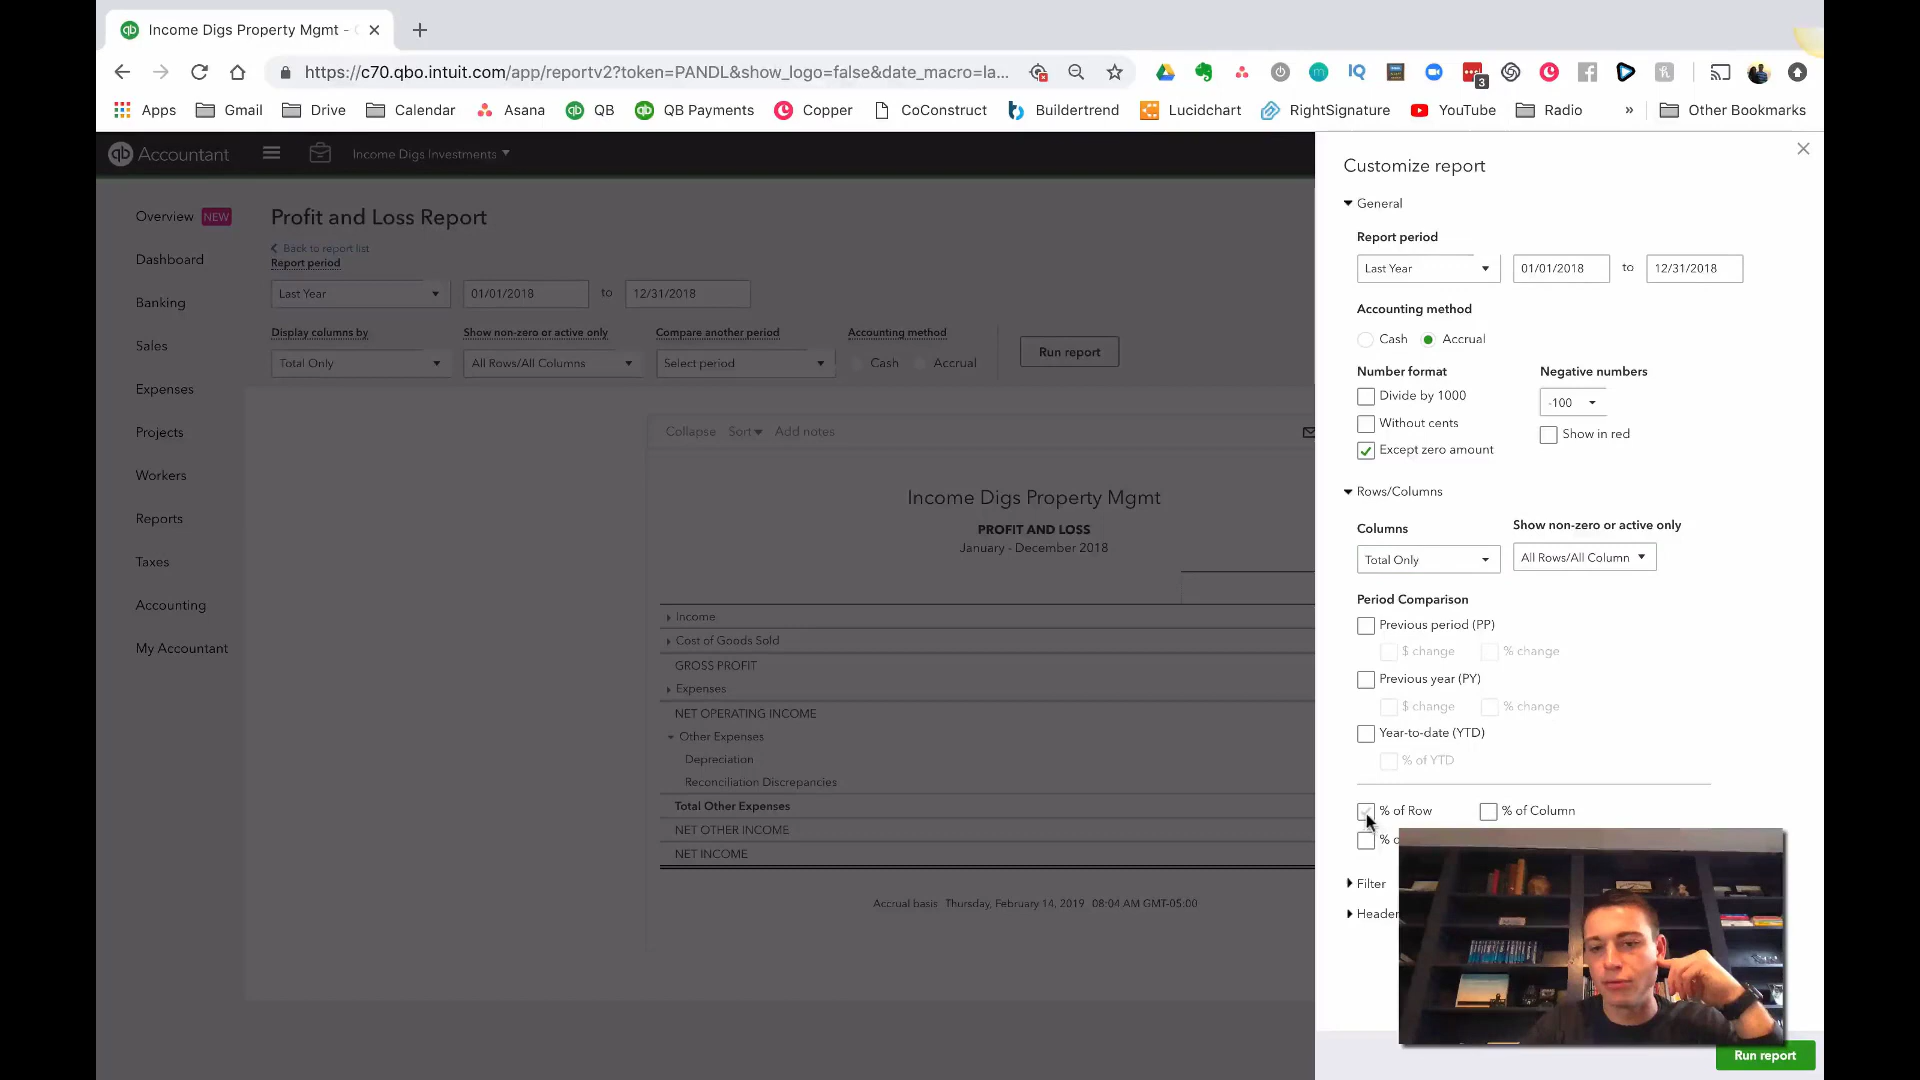 Income Digs Property Mgmt -
https://c70.qbo.intuit.com/app/reportv2?token=PANDL&show_logo=false&date_macro=la...
3
Apps Gmail Drive Calendar Asana QB QB Payments Copper CoConstruct Buildertrend Lucidchart RightSignature YouTube Radio » Other Bookmarks
qb Accountant Income Digs Investments
Overview NEW
Dashboard
Banking
Sales
Expenses
Projects
Workers
Reports
Taxes
Accounting
My Accountant
Profit and Loss Report
Back to report list
Report period
Last Year 01/01/2018 to 12/31/2018
Display columns by Show non-zero or active only Compare another period Accounting method
Total Only All Rows/All Columns Select period Cash Accrual Run report
Collapse Sort Add notes
Income Digs Property Mgmt
PROFIT AND LOSS
January - December 2018
Income
Cost of Goods Sold
GROSS PROFIT
Expenses
NET OPERATING INCOME
Other Expenses
Depreciation
Reconciliation Discrepancies
Total Other Expenses
NET OTHER INCOME
NET INCOME
Accrual basis Thursday, February 14, 2019 08:04 AM GMT-05:00
Customize report
General
Report period
Last Year 01/01/2018 to 12/31/2018
Accounting method
Cash Accrual
Number format Negative numbers
Divide by 1000 -100
Without cents Show in red
Except zero amount
Rows/Columns
Columns Show non-zero or active only
Total Only All Rows/All Column
Period Comparison
Previous period (PP)
$ change % change
Previous year (PY)
$ change % change
Year-to-date (YTD)
% of YTD
% of Row % of Column
%
Filter
Header
Run report